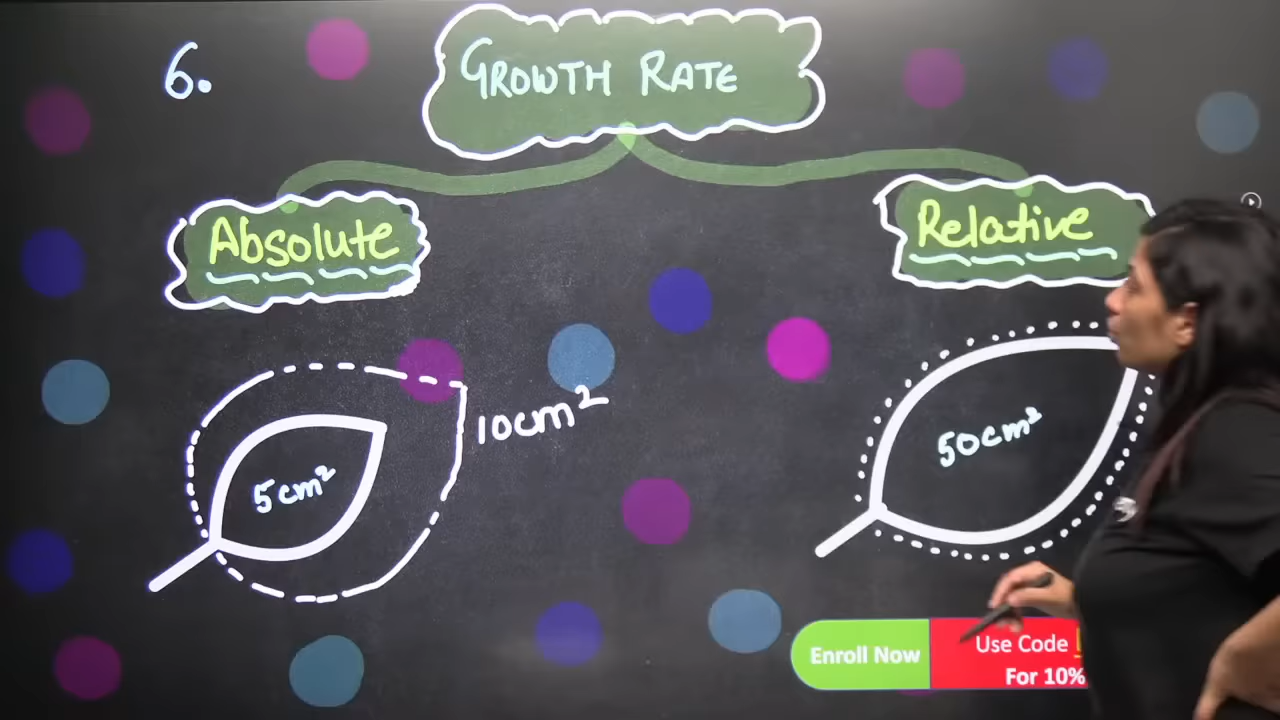 6.
GROWTH RATE
Absolute
Relative
5cm²
10cm²
50cm²
Enroll Now
Use Code
For 10%